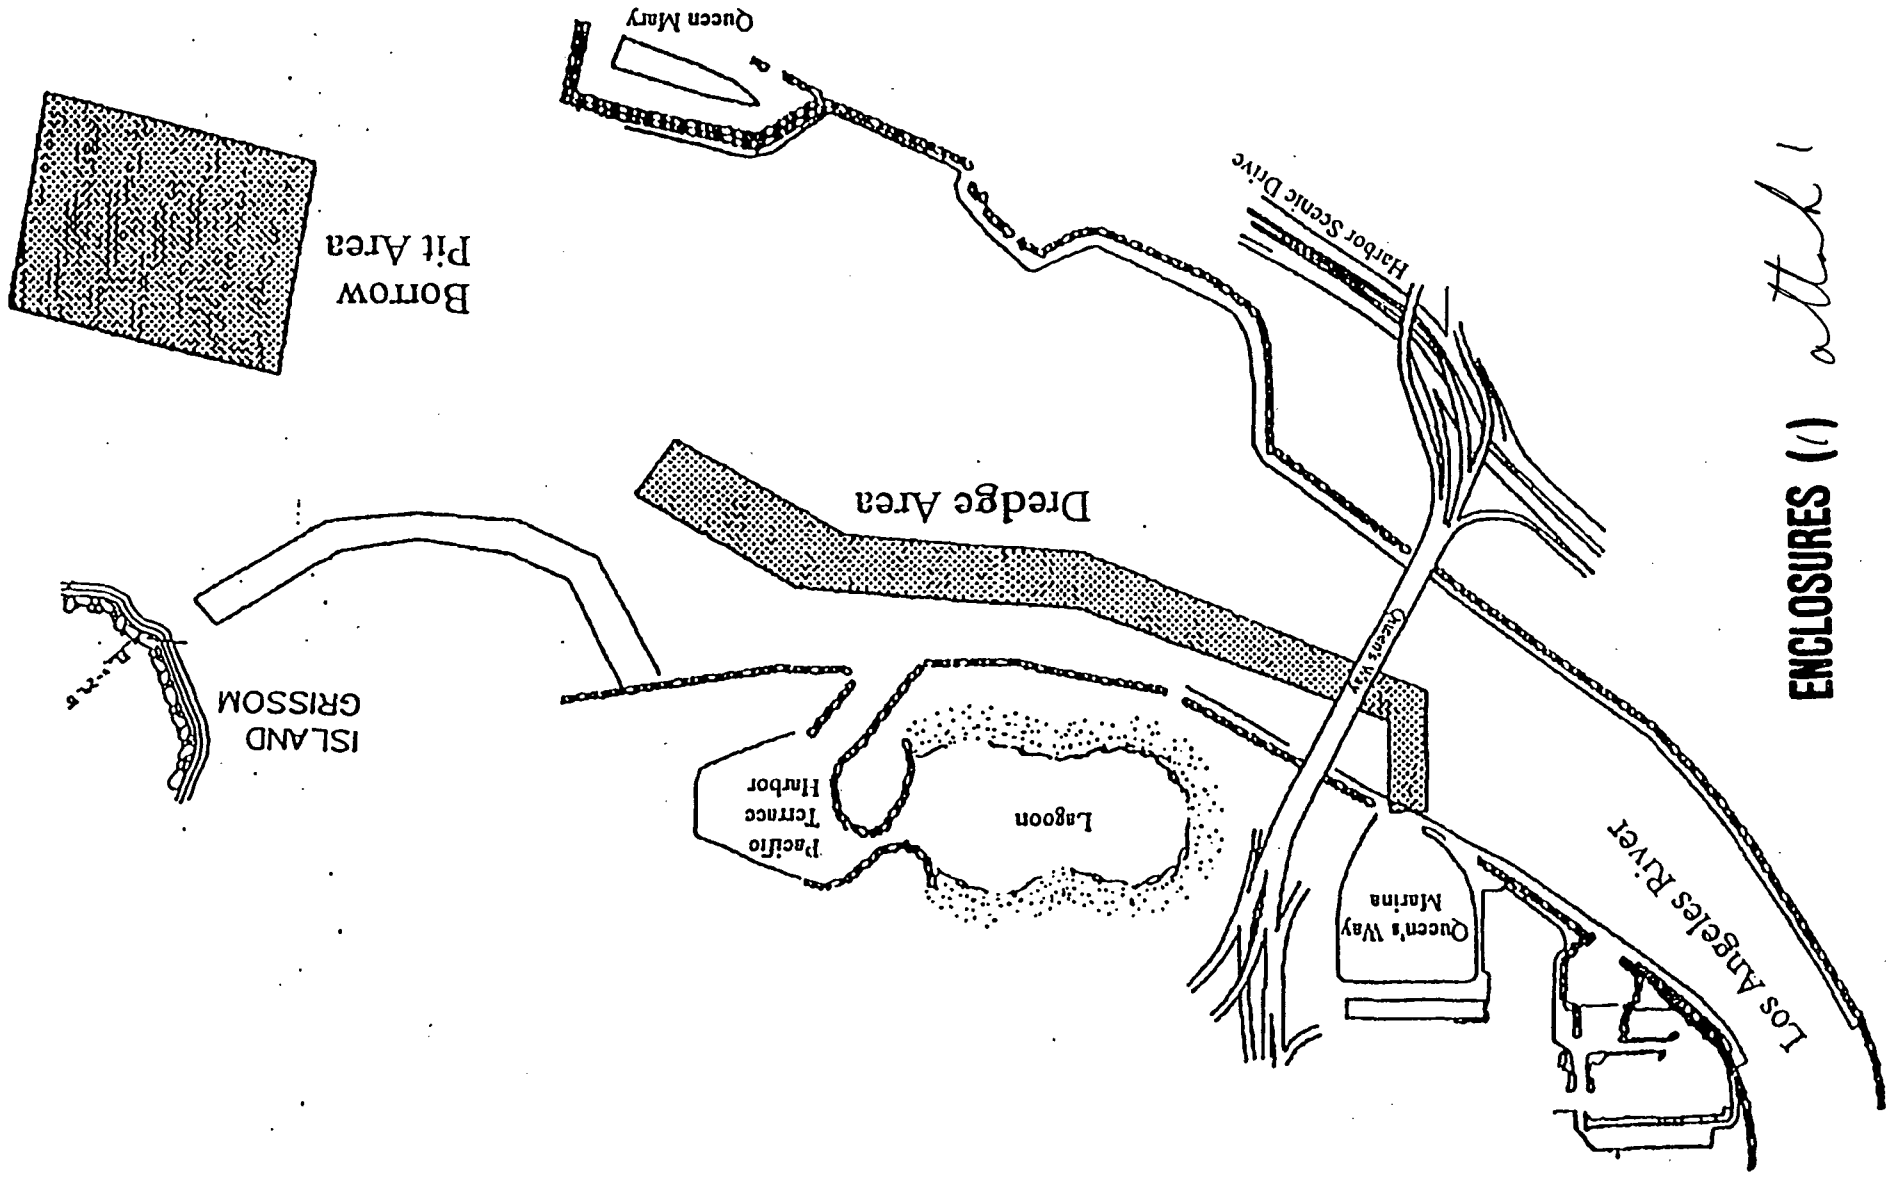 Los Angeles River
Queen's Way
Marina
Pacific
Terrace
Harbor
Lagoon
ISLAND
GRISSOM
Queen's Way
Dredge Area
Borrow
Pit Area
Harbor Scenic Drive
Queen Mary
ENCLOSURES (1)